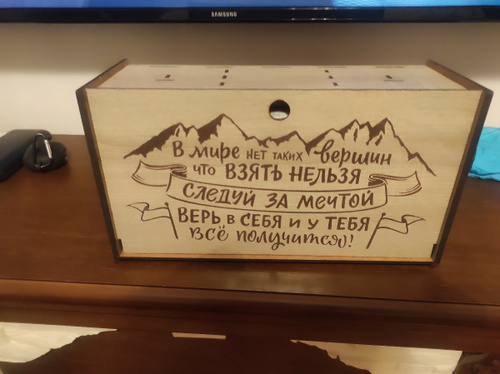 SAMSUNG
В мире нет таких вершин
что ВЗЯТЬ НЕЛЬЗЯ
СЛЕДУЙ ЗА МЕЧТОЙ
ВЕРЬ в СЕБЯ и у ТЕБЯ
Всё получится!